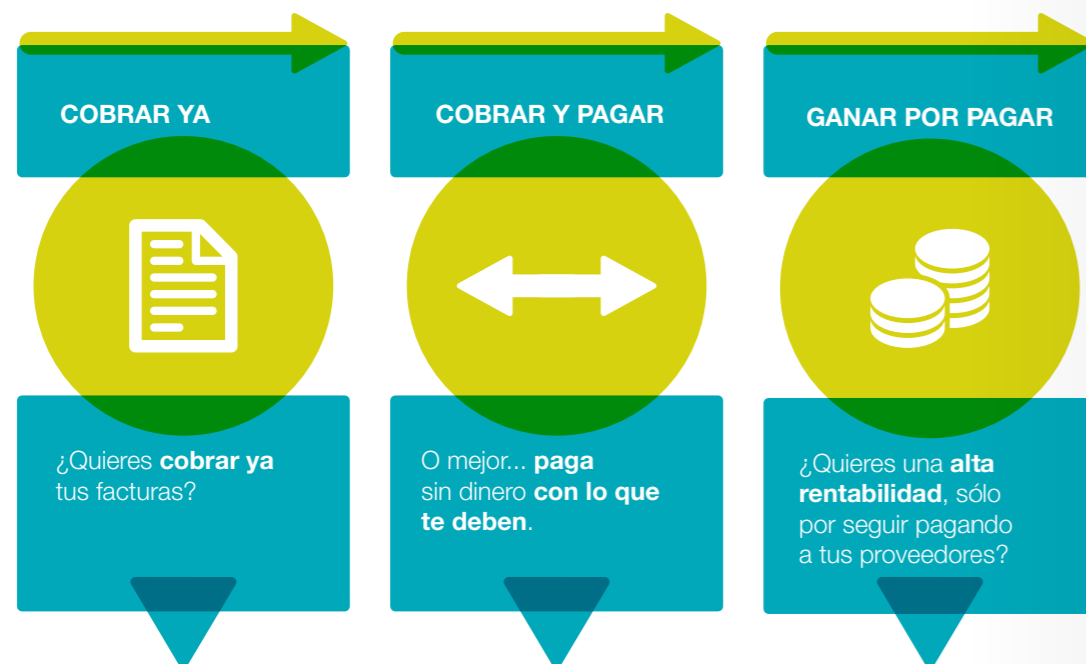 COBRAR YA
¿Quieres cobrar ya
tus facturas?
COBRAR Y PAGAR
O mejor... paga
sin dinero con lo que
te deben.
GANAR POR PAGAR
¿Quieres una alta
rentabilidad, sólo
por seguir pagando
a tus proveedores?